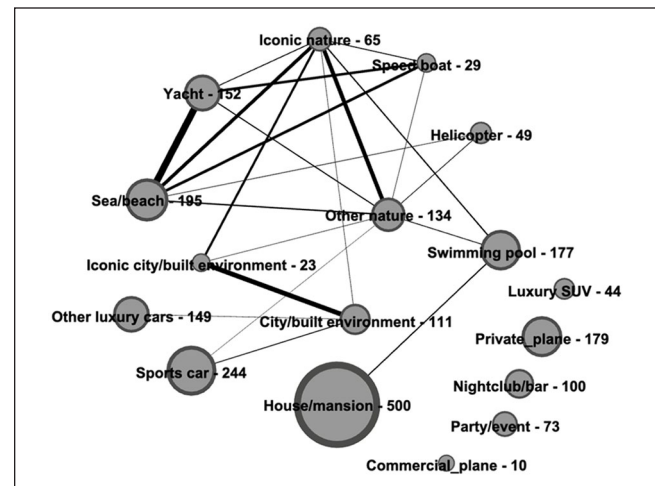 Iconic nature - 65
Speed boat - 29
Yacht - 152
Helicopter - 49
Sea/beach - 195
Other nature - 134
Swimming pool - 177
Iconic city/built environment - 23
Luxury SUV - 44
Other luxury cars - 149
City/built environment - 111
Private_plane - 179
Sports car - 244
Nightclub/bar - 100
House/mansion - 500
Party/event - 73
Commercial_plane - 10